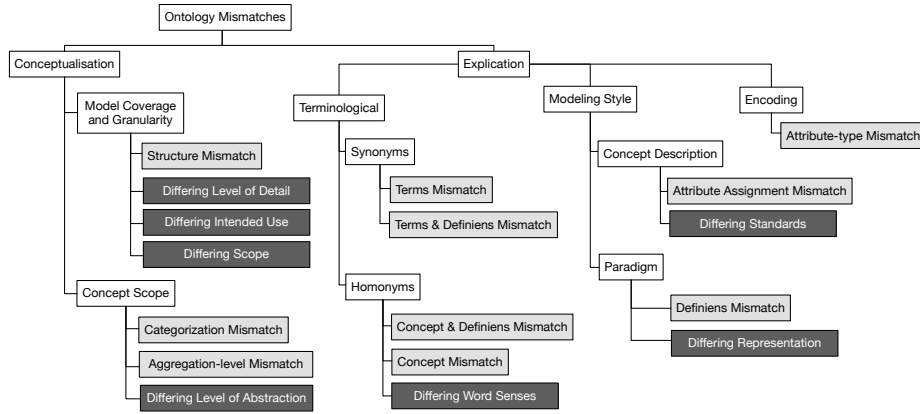 Ontology Mismatches
Conceptualisation
Model Coverage
and Granularity
Structure Mismatch
Differing Level of Detail
Differing Intended Use
Differing Scope
Concept Scope
Categorization Mismatch
Aggregation-level Mismatch
Differing Level of Abstraction
Explication
Terminological
Synonyms
Terms Mismatch
Terms & Definiens Mismatch
Homonyms
Concept & Definiens Mismatch
Concept Mismatch
Differing Word Senses
Modeling Style
Concept Description
Attribute Assignment Mismatch
Differing Standards
Paradigm
Definiens Mismatch
Differing Representation
Encoding
Attribute-type Mismatch